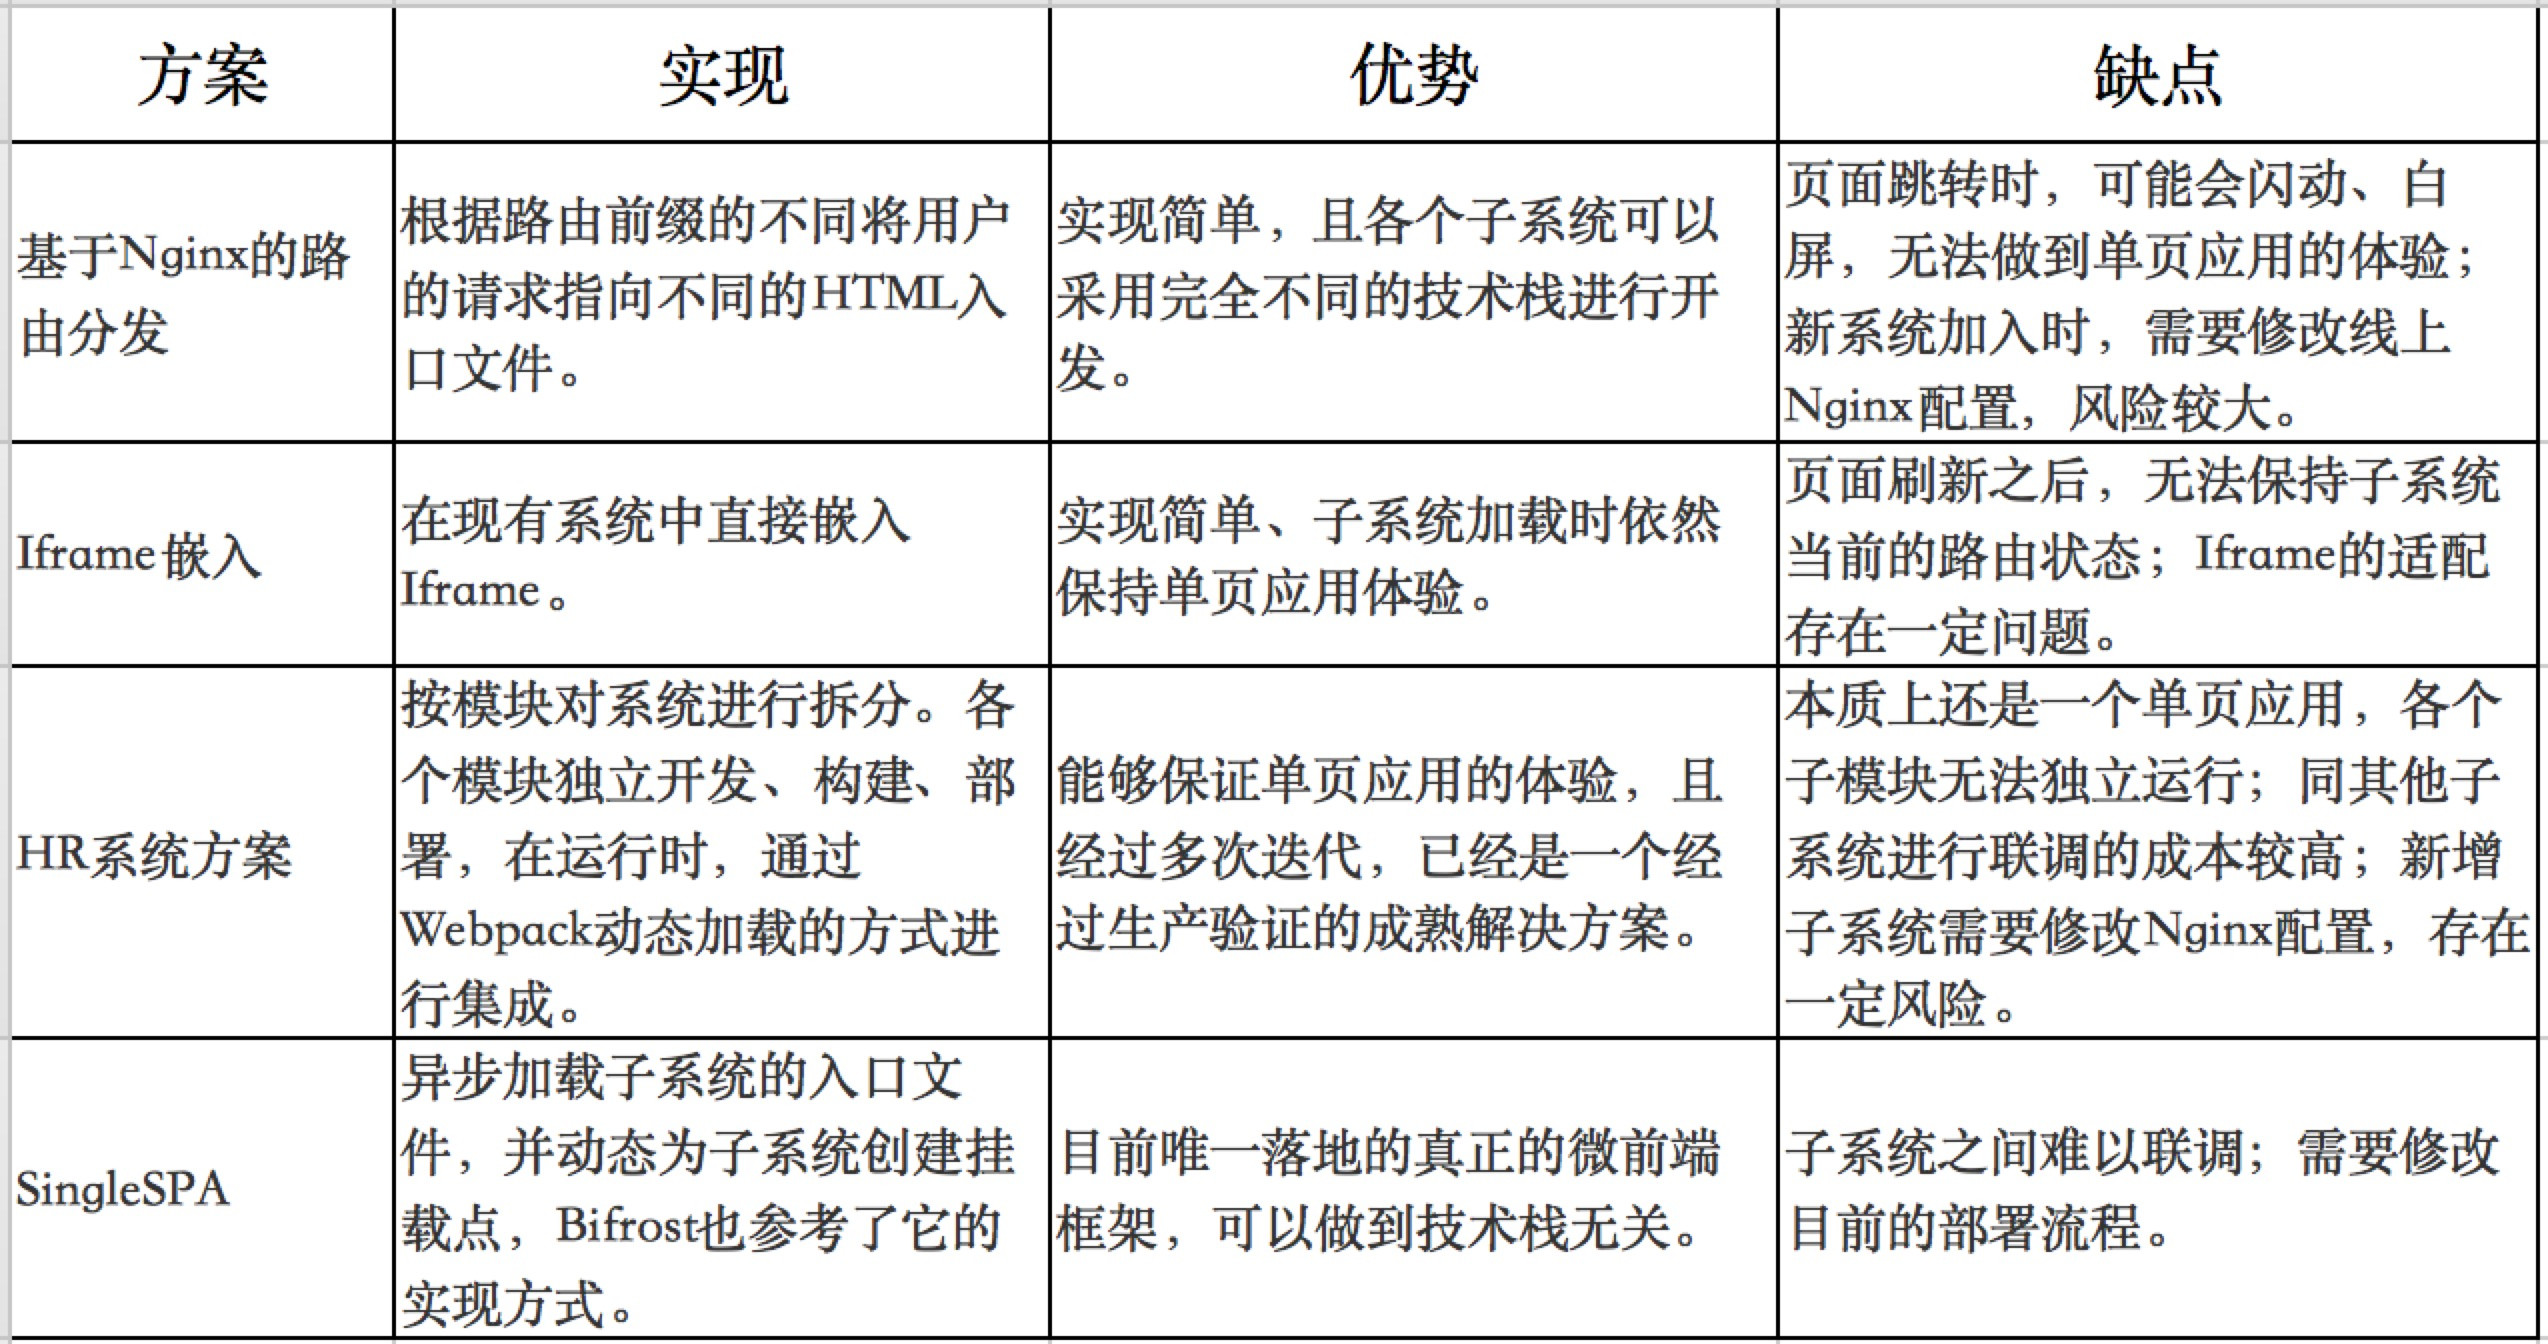 方案
实现
优势
缺点
基于Nginx的路
由分发
根据路由前缀的不同将用户
的请求指向不同的HTML入
口文件。
实现简单，且各个子系统可以
采用完全不同的技术栈进行开
发。
页面跳转时，可能会闪动、白
屏，无法做到单页应用的体验；
新系统加入时，需要修改线上
Nginx配置，风险较大。
Iframe嵌入
在现有系统中直接嵌入
Iframe。
实现简单、子系统加载时依然
保持单页应用体验。
页面刷新之后，无法保持子系统
当前的路由状态；Iframe的适配
存在一定问题。
HR系统方案
按模块对系统进行拆分。各
个模块独立开发、构建、部
署，在运行时，通过
Webpack动态加载的方式进
行集成。
能够保证单页应用的体验，且
经过多次迭代，已经是一个经
过生产验证的成熟解决方案。
本质上还是一个单页应用，各个
子模块无法独立运行；同其他子
系统进行联调的成本较高；新增
子系统需要修改Nginx配置，存在
一定风险。
SingleSPA
异步加载子系统的入口文
件，并动态为子系统创建挂
载点，Bifrost也参考了它的
实现方式。
目前唯一落地的真正的微前端
框架，可以做到技术栈无关。
子系统之间难以联调；需要修改
目前的部署流程。